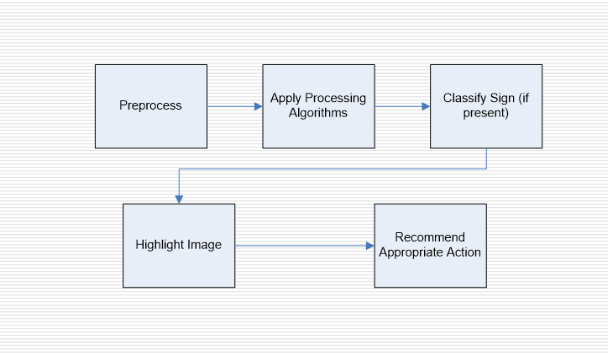 Preprocess
Apply Processing
Algorithms
Classify Sign (if
present)
Highlight Image
Recommend
Appropriate Action